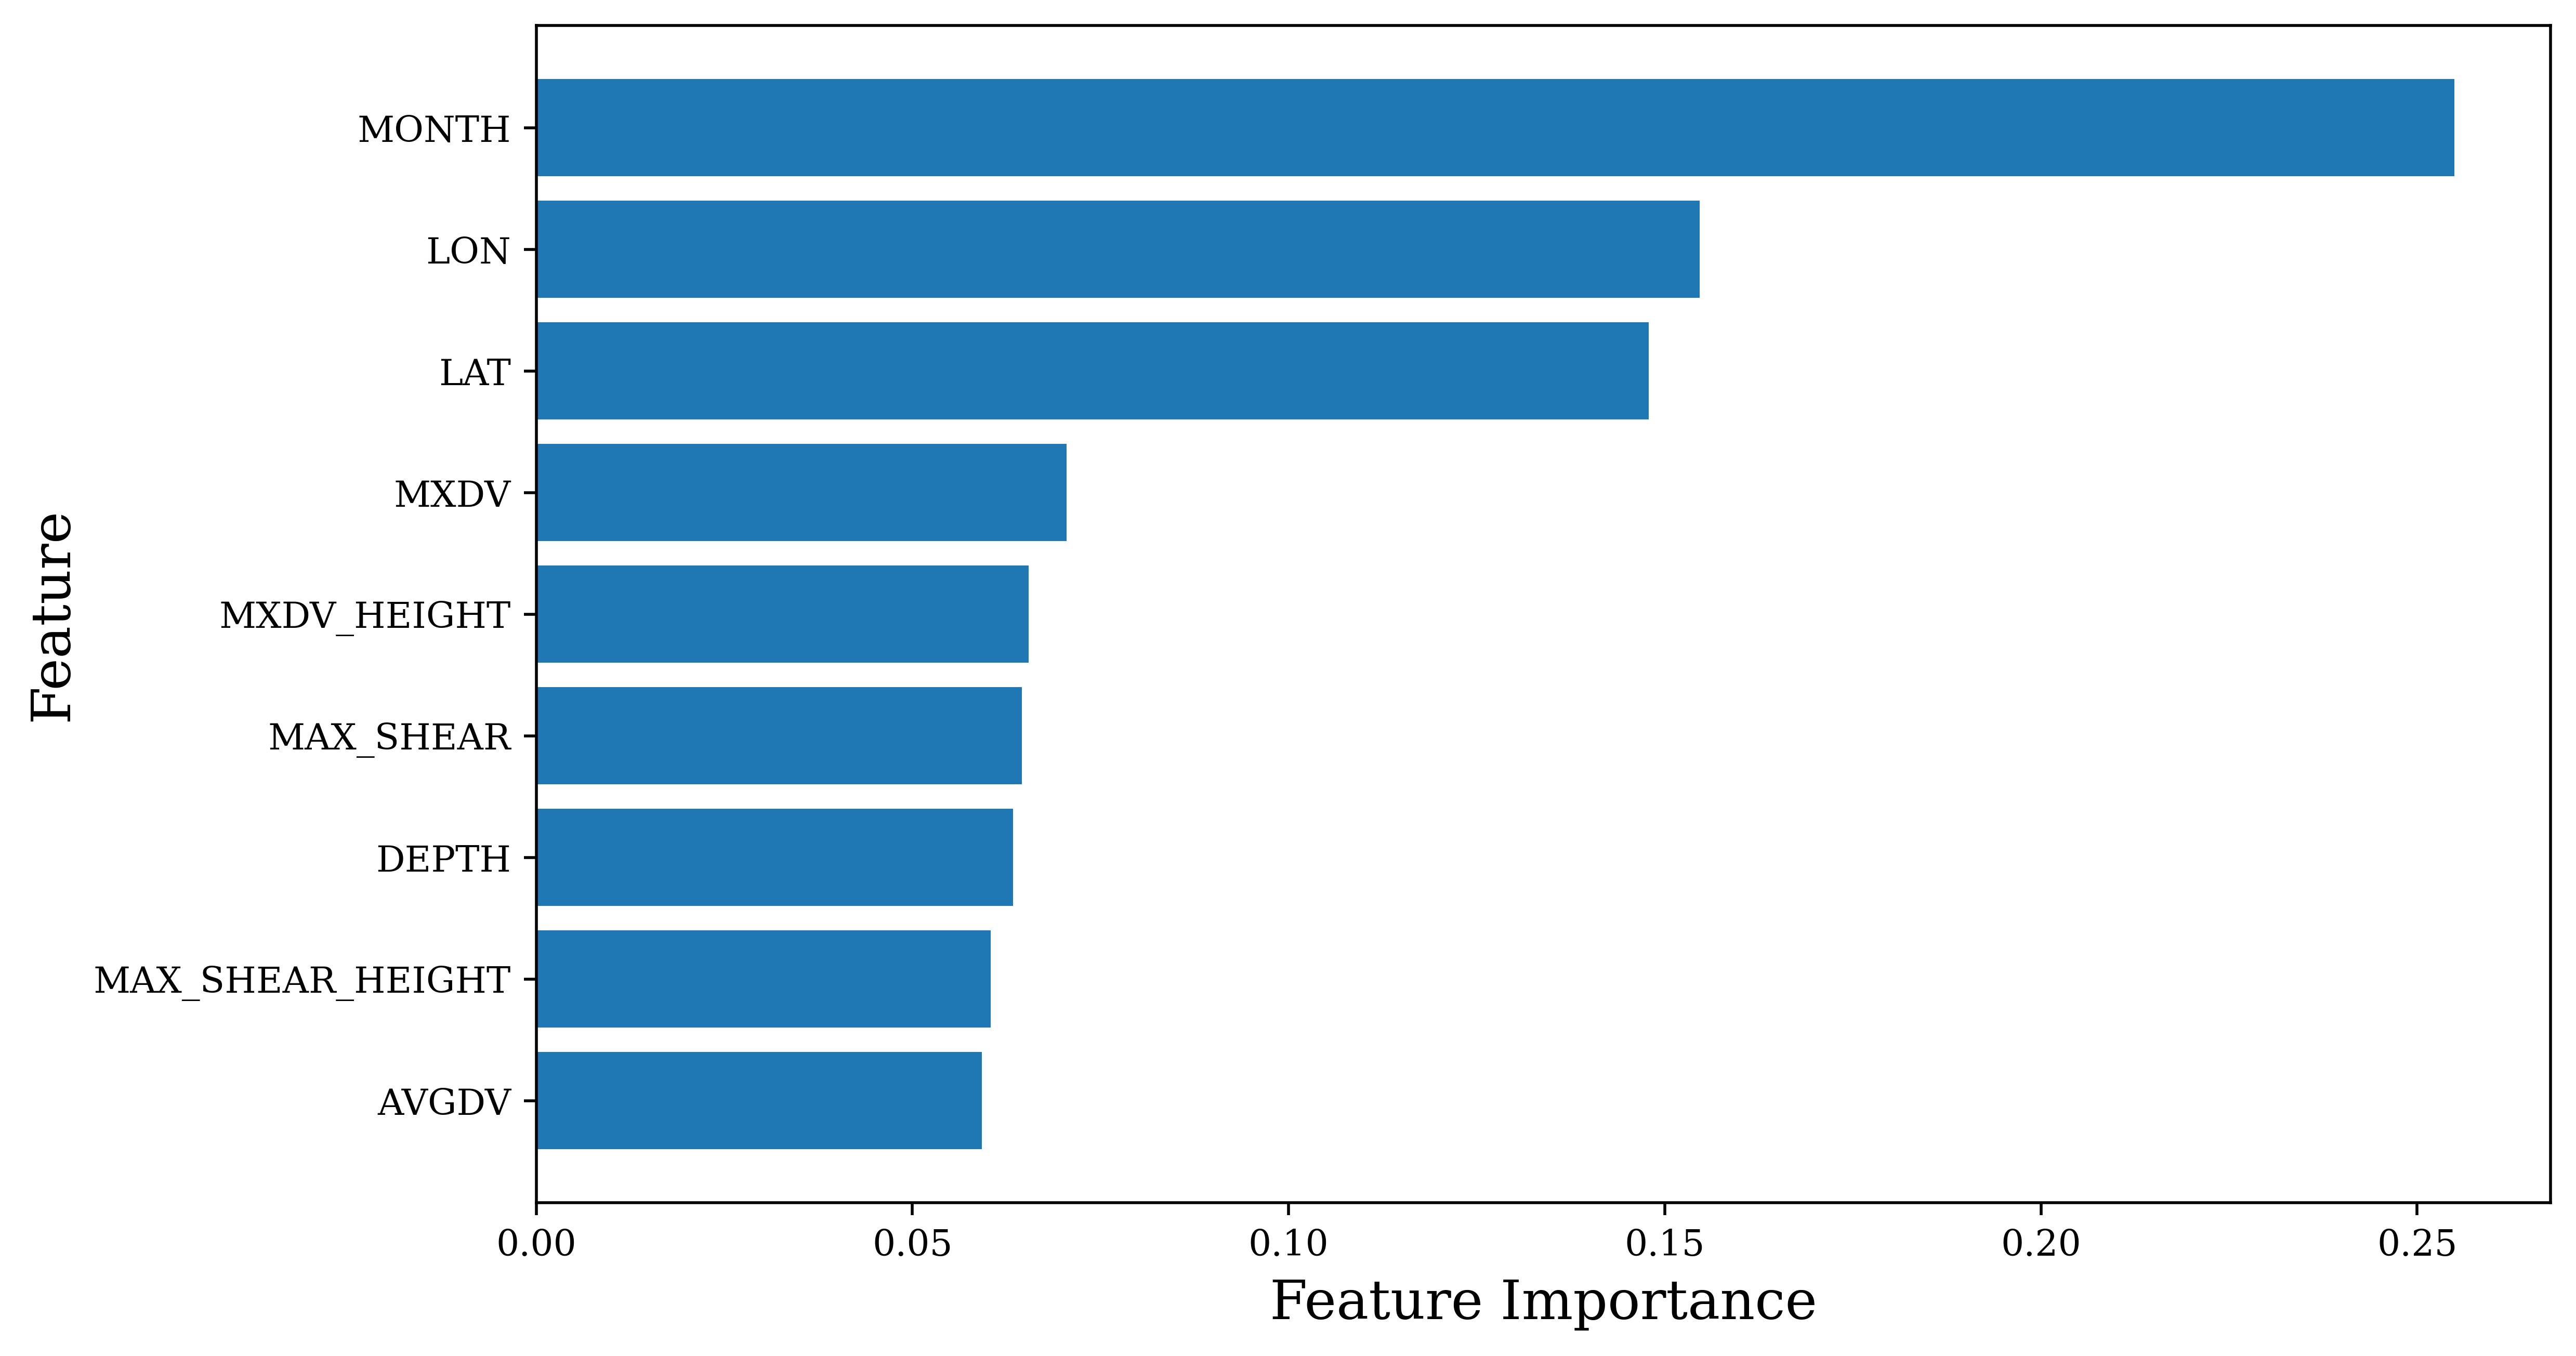 MONTH
LON
LAT
MXDV
MXDV_HEIGHT
MAX_SHEAR
DEPTH
MAX_SHEAR_HEIGHT
AVGDV
Feature
0.00 0.05 0.10 0.15 0.20 0.25
Feature Importance